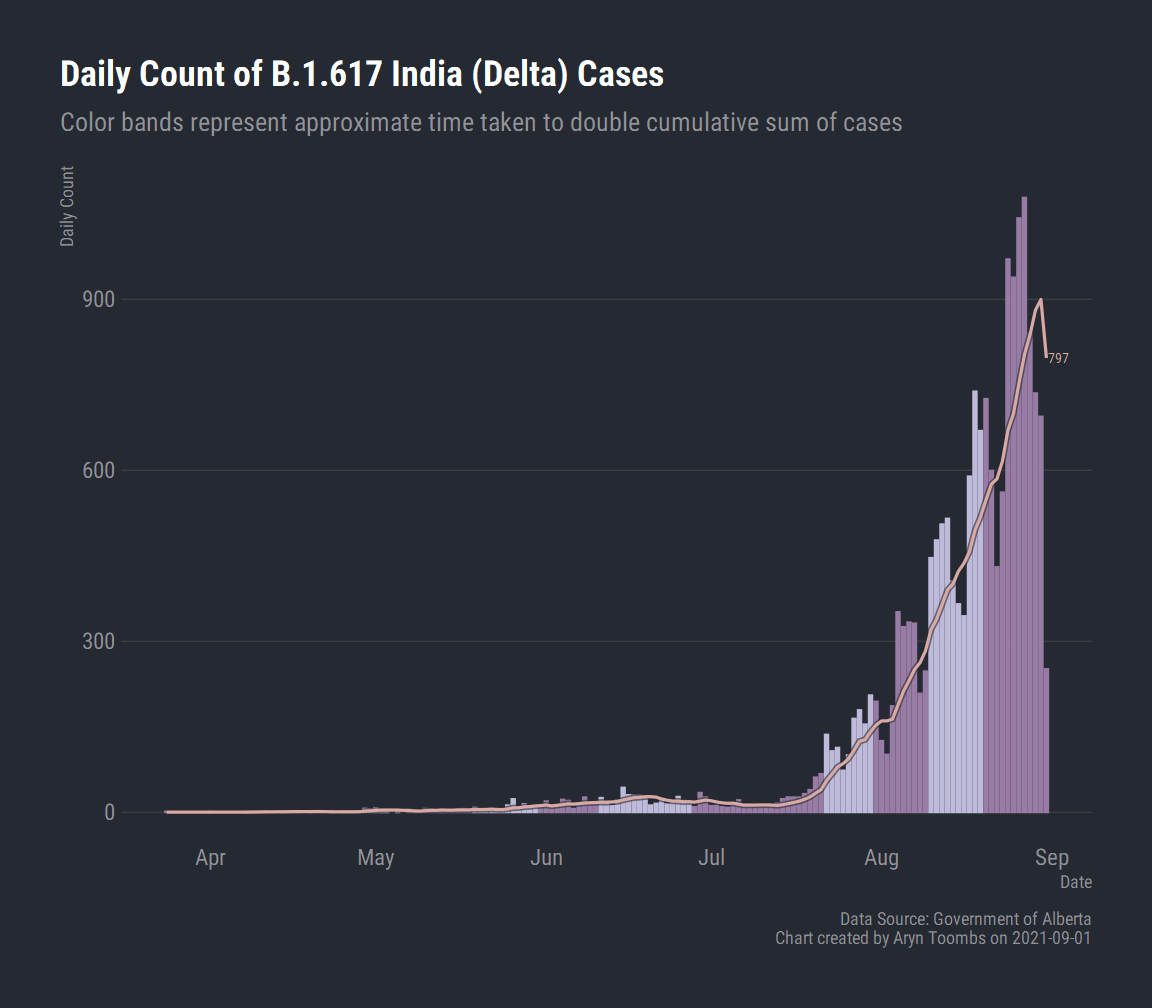 Daily Count of B.1.617 India (Delta) Cases
Color bands represent approximate time taken to double cumulative sum of cases
Daily Count
900
797
600
300
0
Apr May Jun Jul Aug Sep
Date
Data Source: Government of Alberta
Chart created by Aryn Toombs on 2021-09-01